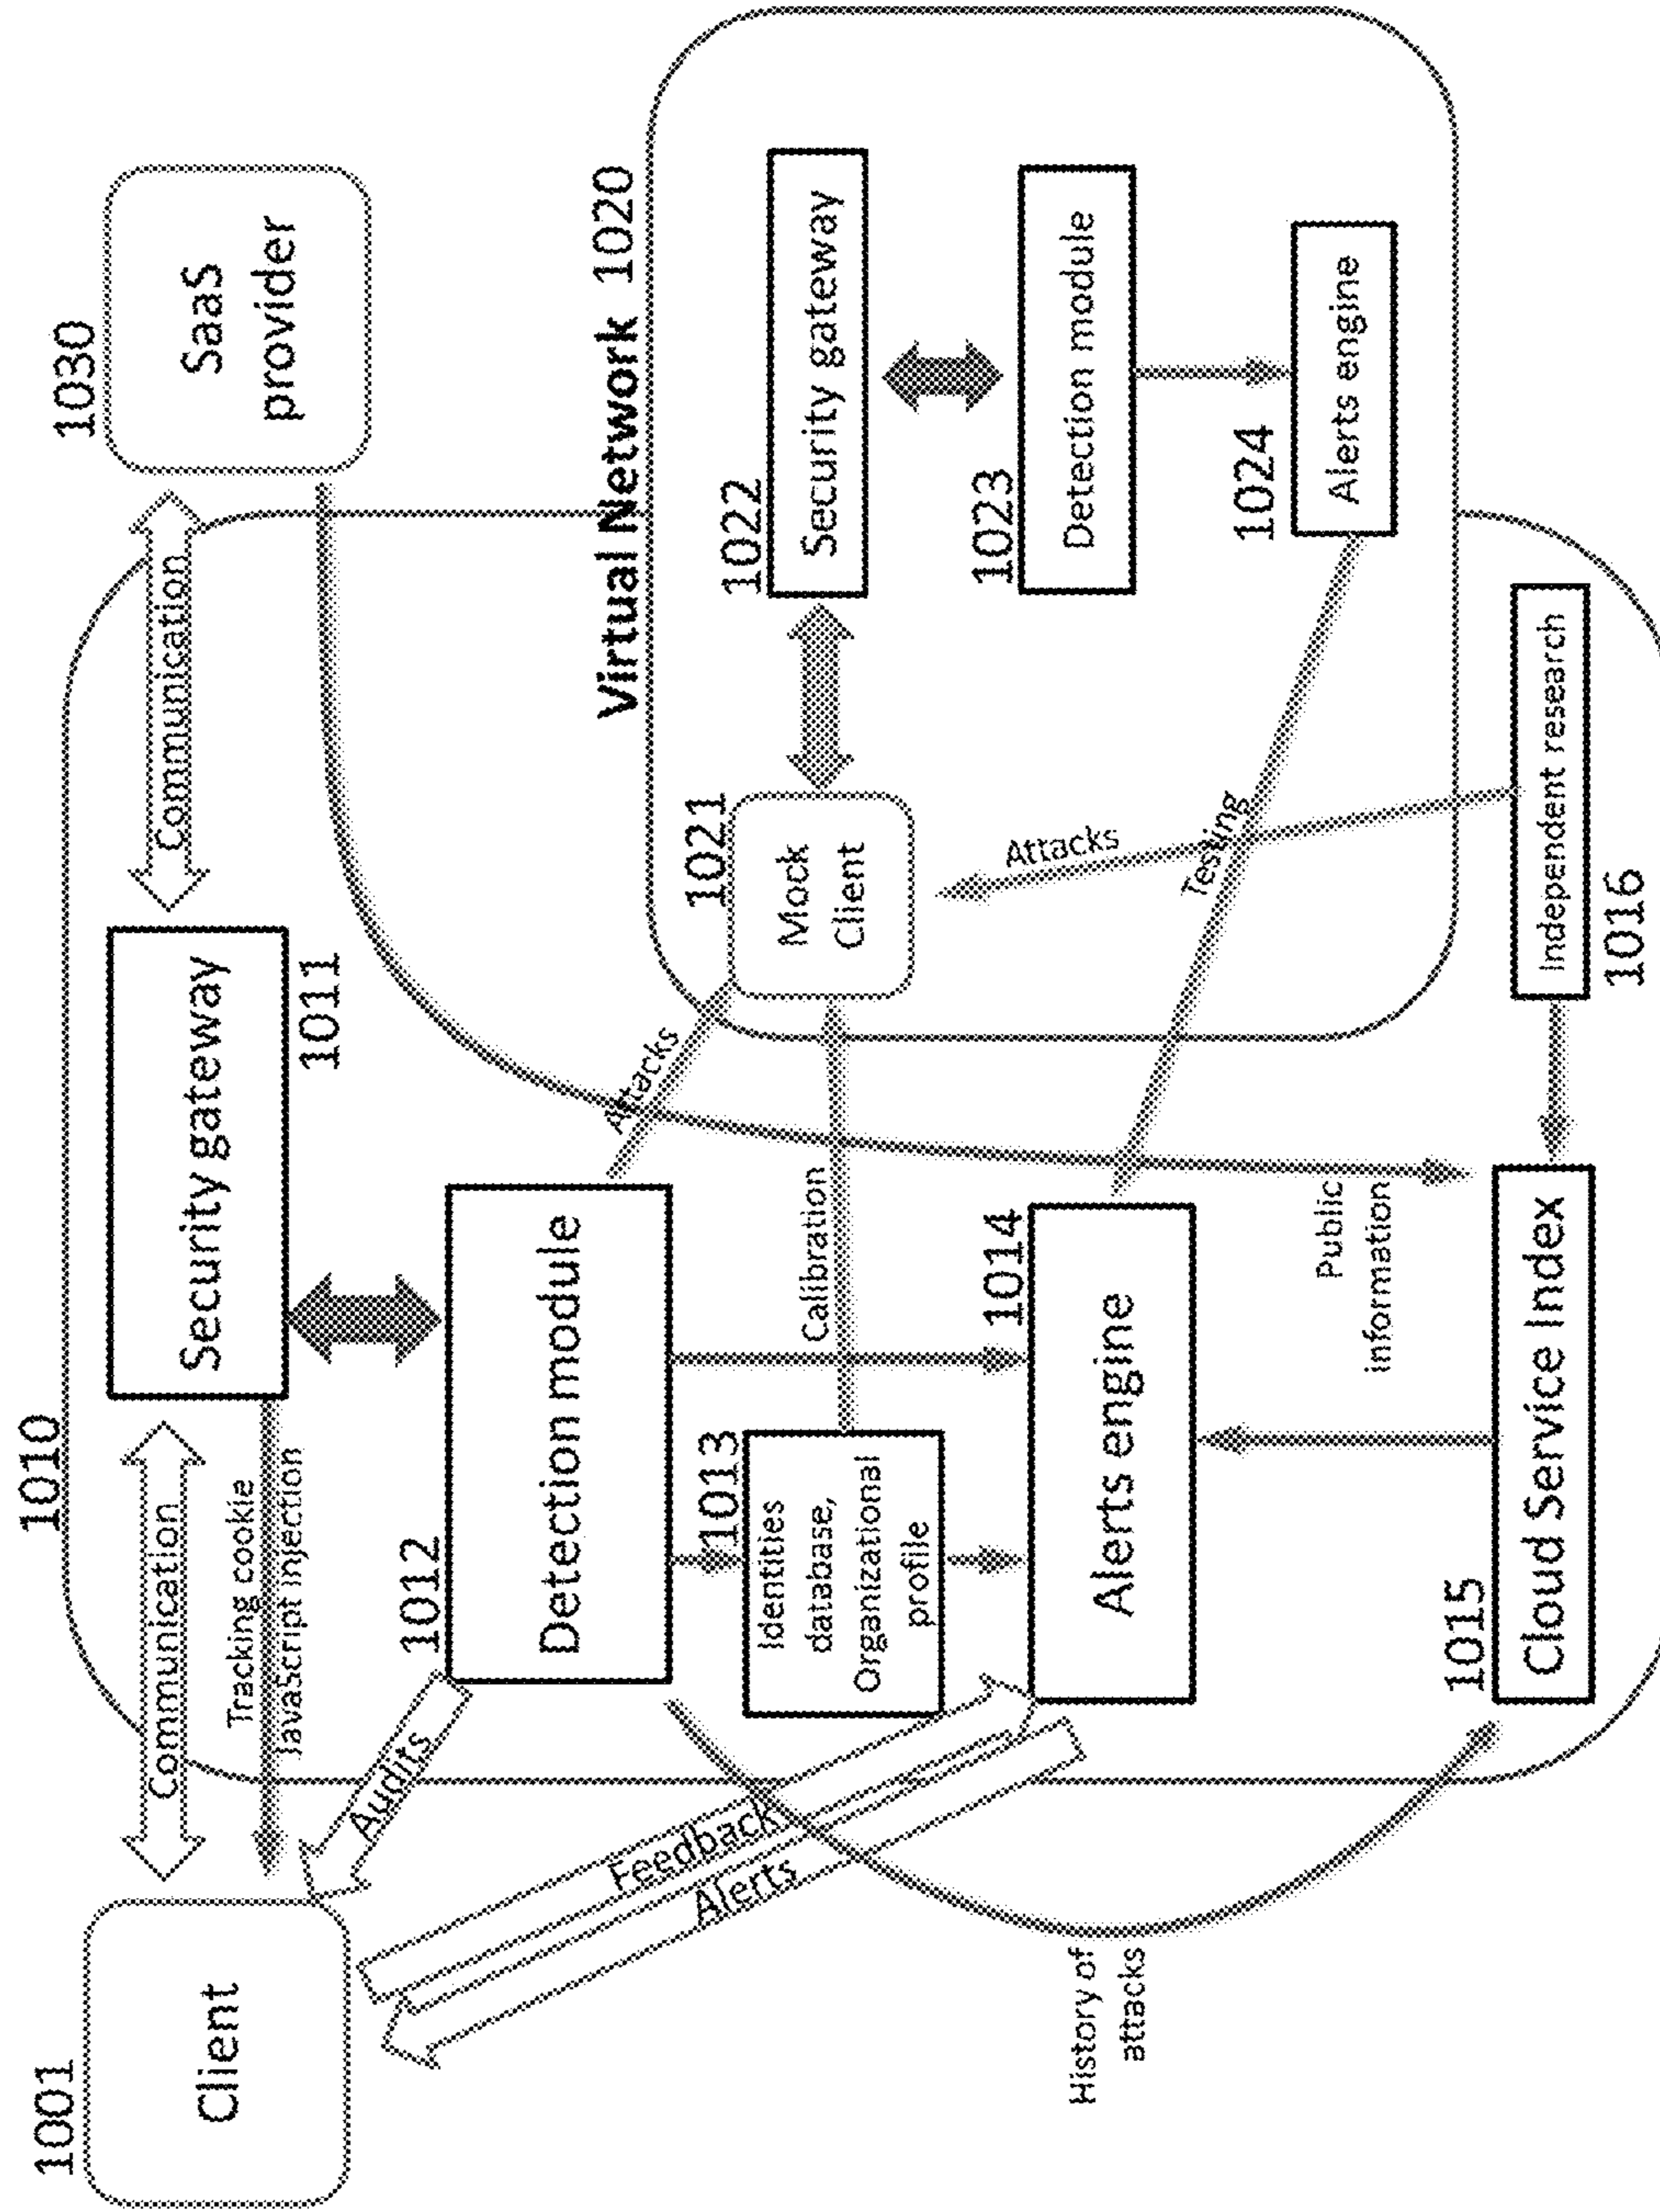 1001
Client
Communication
Tracking cookie
JavaScript injection
Audits
Feedback
Alerts
History of
attacks
1010
Security gateway
1011
1012
Detection module
1013
Identities
database,
Organizational
profile
1014
Alerts engine
1015
Cloud Service Index
Calibration
Attacks
Public
information
Communication
1030
SaaS
provider
Virtual Network 1020
1021
Mock
Client
1022
Security gateway
1023
Detection module
1024
Alerts engine
Attacks
Testing
Independent research
1016